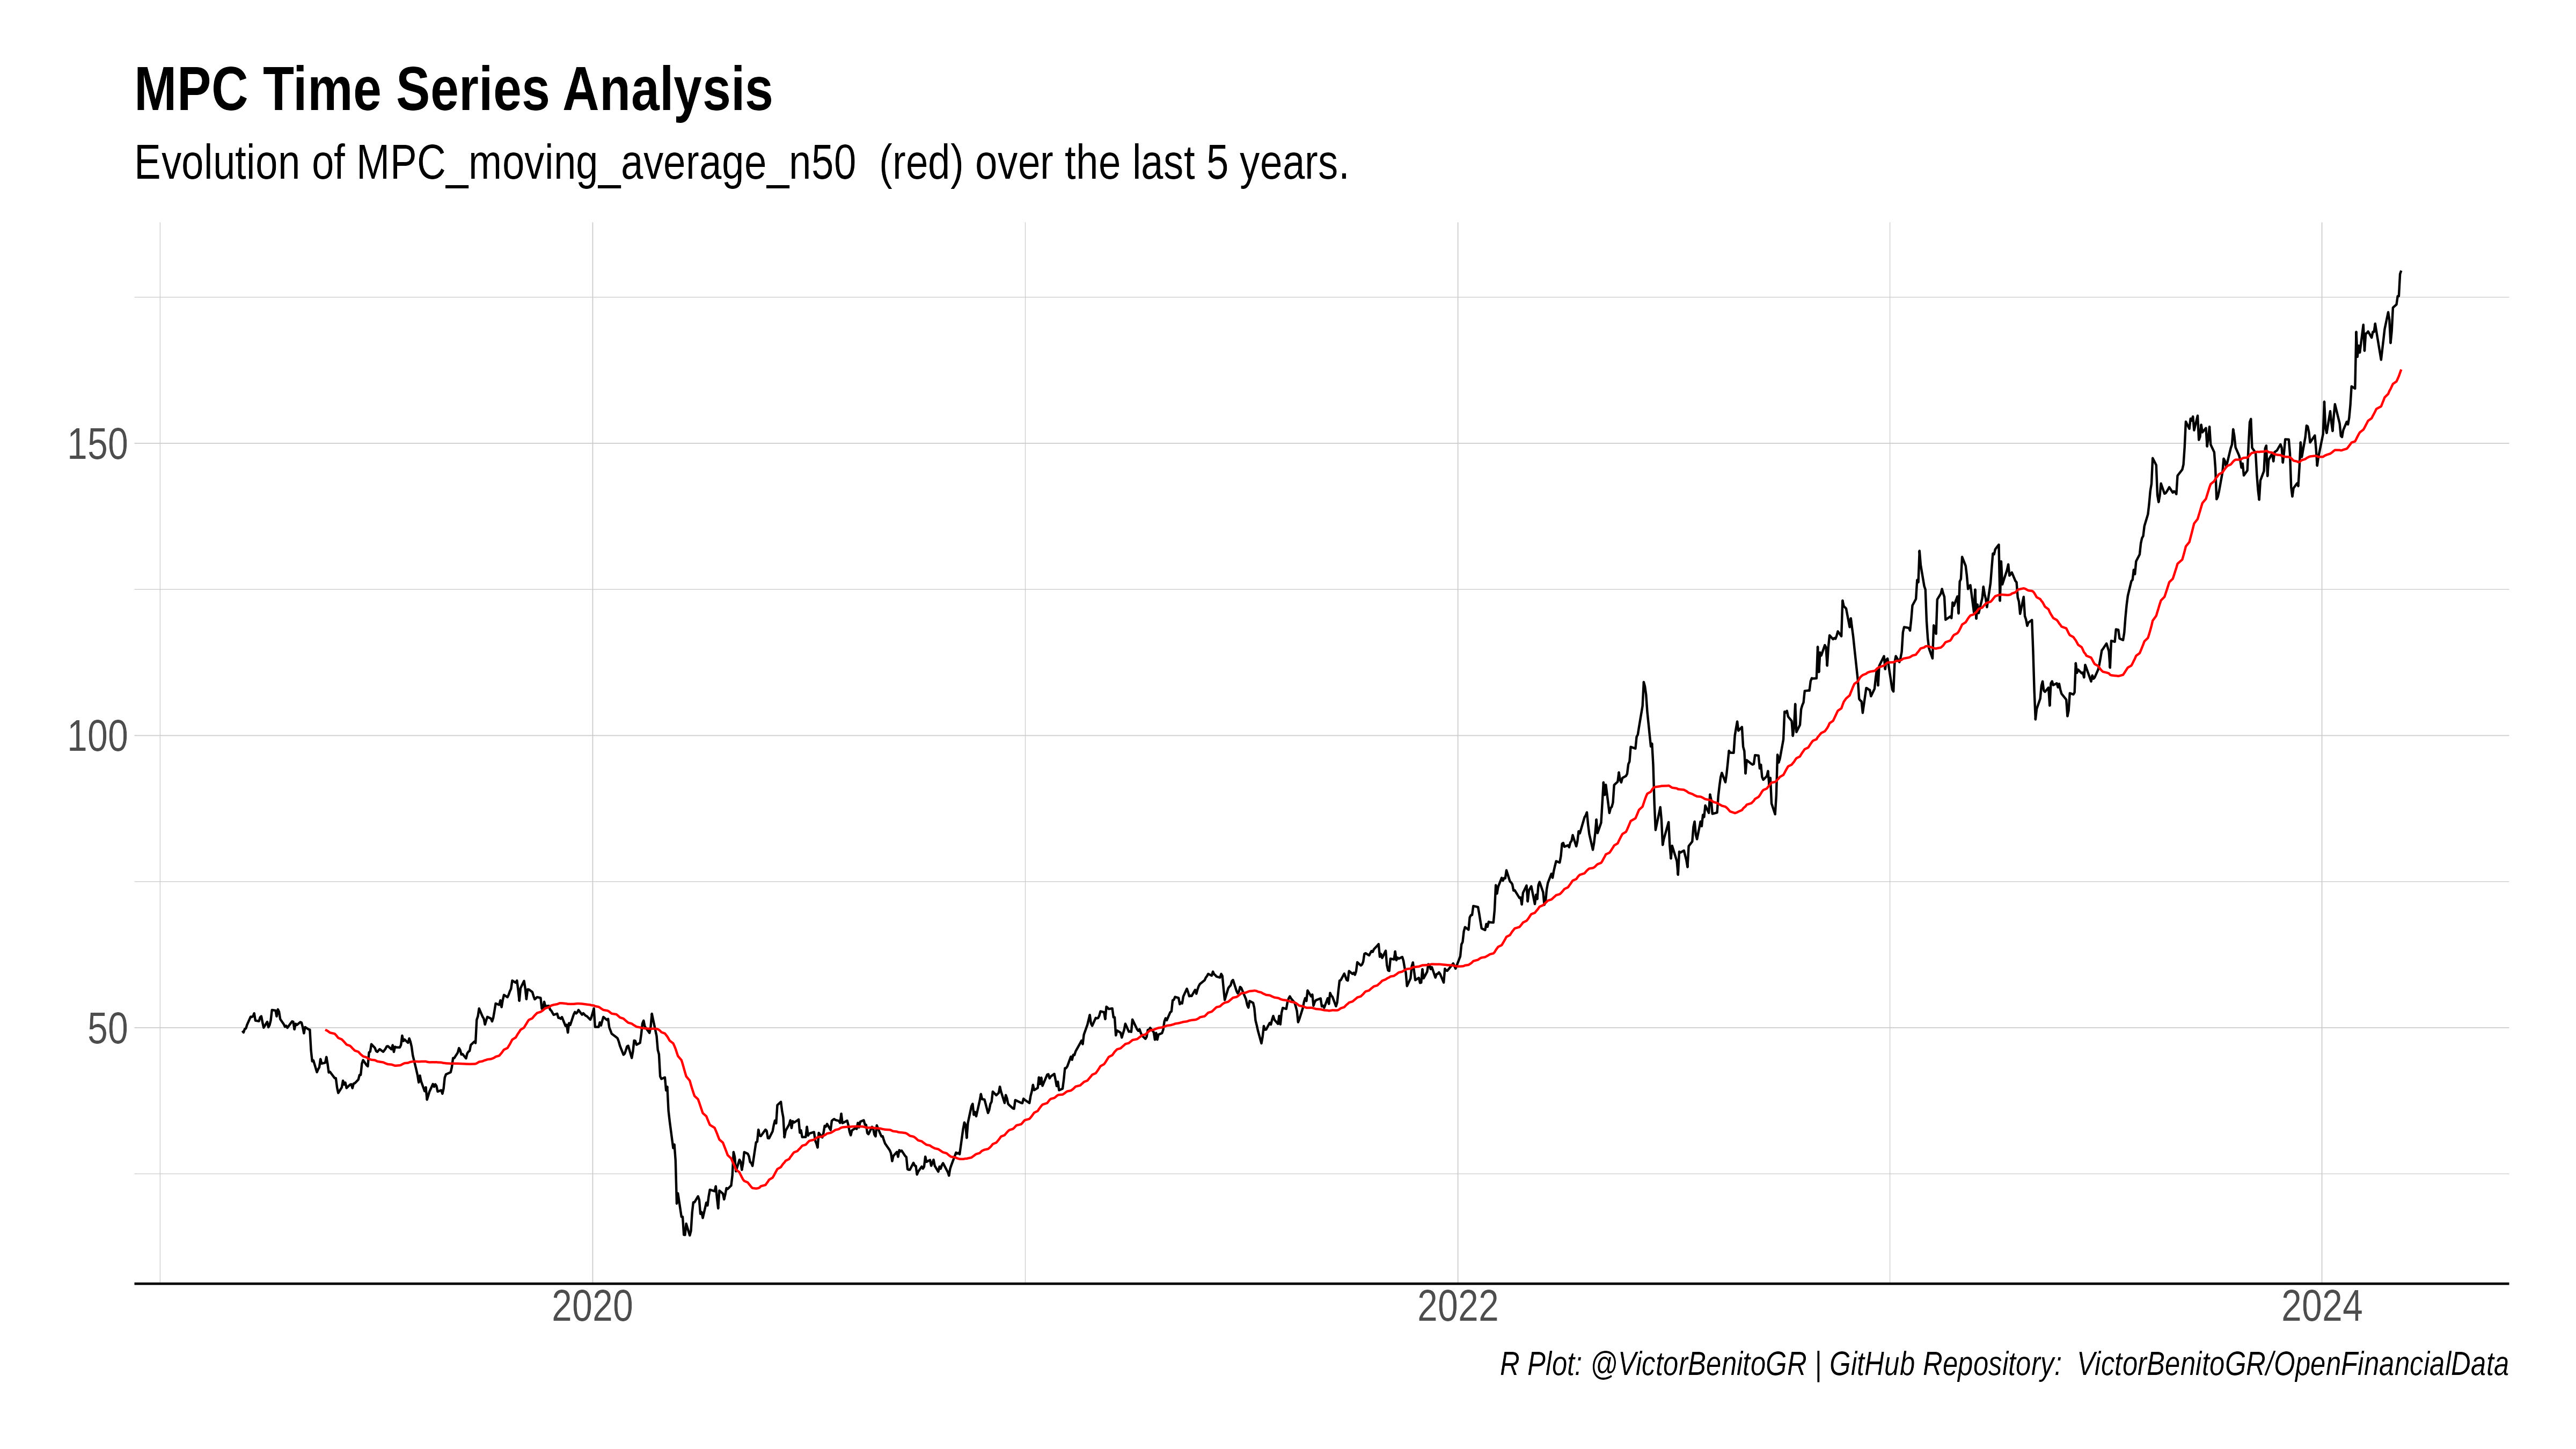 MPC Time Series Analysis
Evolution of MPC_moving_average_n50  (red) over the last 5 years.
150
100
50
2020
2022
2024
R Plot: @VictorBenitoGR | GitHub Repository:  VictorBenitoGR/OpenFinancialData